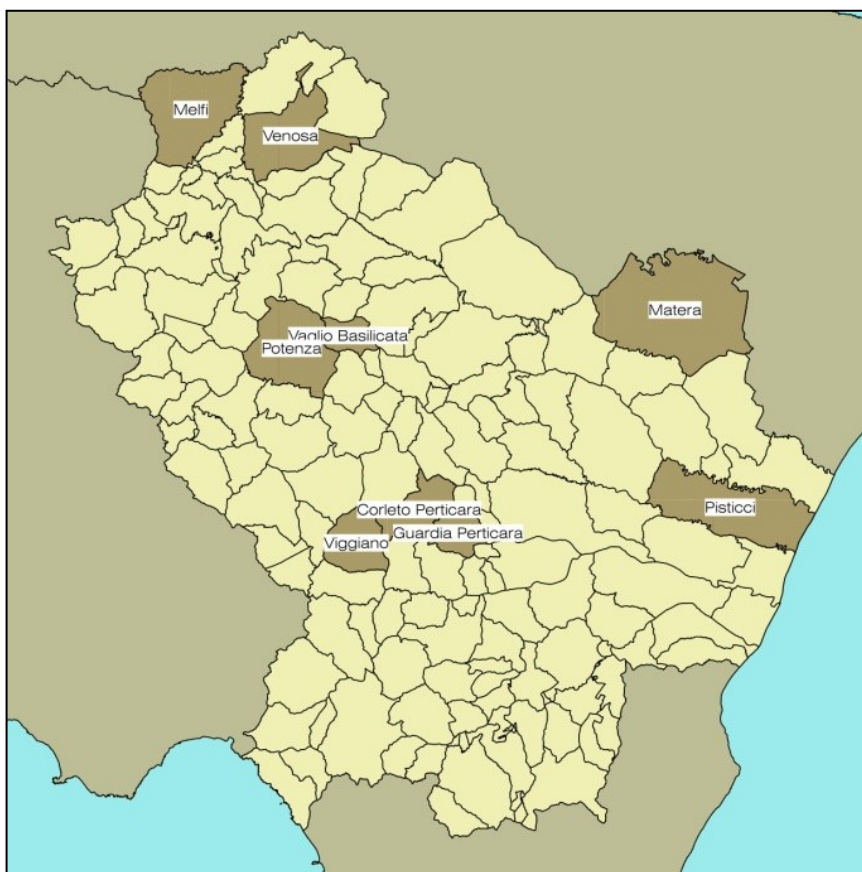 Melfi
Venosa
Matera
Vaglio Basilicata
Potenza
Pisticci
Corleto Perticara
Guardia Perticara
Viggiano